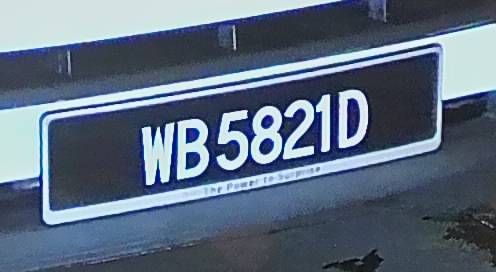 WB5821D
The Power to Surprise